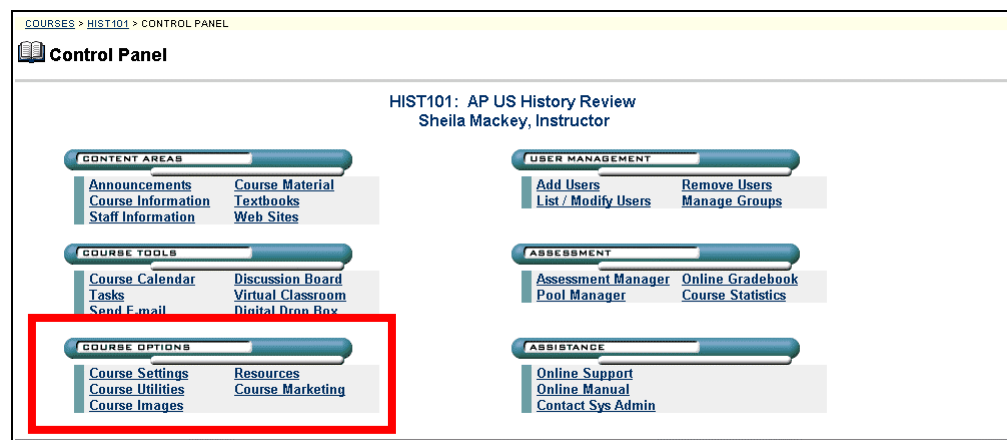 COURSES > HIST101 > CONTROL PANEL
Control Panel
HIST101: AP US History Review
Sheila Mackey, Instructor
CONTENT AREAS
Announcements Course Material
Course Information Textbooks
Staff Information Web Sites
USER MANAGEMENT
Add Users Remove Users
List / Modify Users Manage Groups
COURSE TOOLS
Course Calendar Discussion Board
Tasks Virtual Classroom
Send E-mail Digital Drop Box
ASSESSMENT
Assessment Manager Online Gradebook
Pool Manager Course Statistics
COURSE OPTIONS
Course Settings Resources
Course Utilities Course Marketing
Course Images
ASSISTANCE
Online Support
Online Manual
Contact Sys Admin